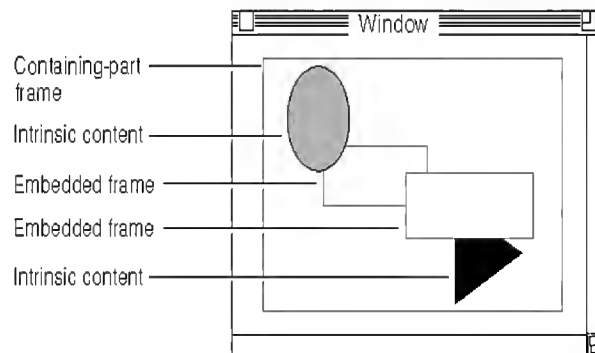 Window
Containing-part
frame
Intrinsic content
Embedded frame
Embedded frame
Intrinsic content